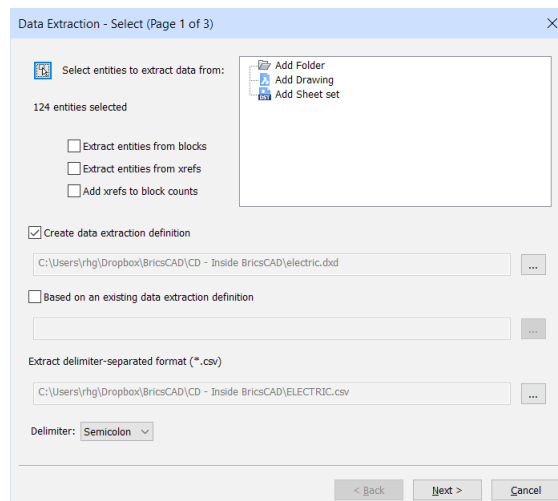 Data Extraction - Select (Page 1 of 3)
Select entities to extract data from:
Add Folder
Add Drawing
Add Sheet set
124 entities selected
Extract entities from blocks
Extract entities from xrefs
Add xrefs to block counts
Create data extraction definition
C:\Users\rhg\Dropbox\BricsCAD\CD - Inside BricsCAD\electric.dxd
...
Based on an existing data extraction definition
...
Extract delimiter-separated format (*.csv)
C:\Users\rhg\Dropbox\BricsCAD\CD - Inside BricsCAD\ELECTRIC.csv
...
Delimiter: Semicolon
< Back Next > Cancel